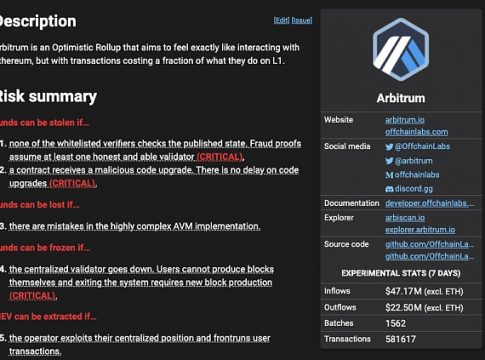 Description
[Edit] [Issue]
rbitrum is an Optimistic Rollup that aims to feel exactly like interacting with
thereum, but with transactions costing a fraction of what they do on L1.
Risk summary
unds can be stolen if...
1. none of the whitelisted verifiers checks the published state. Fraud proofs
assume at least one honest and able validator (CRITICAL),
2. a contract receives a malicious code upgrade. There is no delay on code
upgrades (CRITICAL).
unds can be lost if...
3. there are mistakes in the highly complex AVM implementation.
unds can be frozen if...
4. the centralized validator goes down. Users cannot produce blocks
themselves and exiting the system requires new block production
(CRITICAL).
MEV can be extracted if...
5. the operator exploits their centralized position and frontruns user
transactions.
Arbitrum
Website arbitrum.io
offchainlabs.com
Social media @OffchainLabs
@arbitrum
offchainlabs
discord.gg
Documentation developer.offchainlabs....
Explorer arbiscan.io
explorer.arbitrum.io
Source code github.com/OffchainLa...
github.com/OffchainLa...
EXPERIMENTAL STATS (7 DAYS)
Inflows $47.17M (excl. ETH)
Outflows $22.50M (excl. ETH)
Batches 1562
Transactions 581617